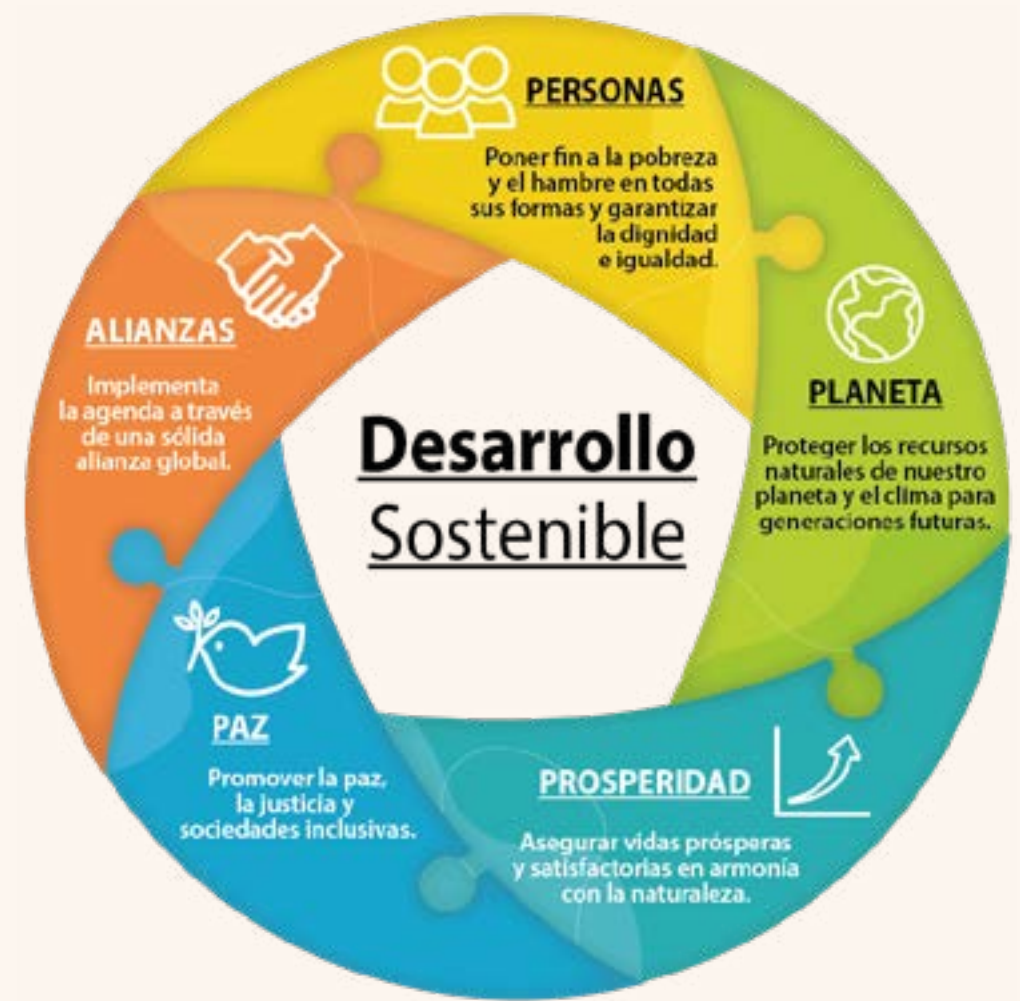 PERSONAS
Poner fin a la pobreza
y el hambre en todas
sus formas y garantizar
la dignidad
e igualdad.
PLANETA
Proteger los recursos
naturales de nuestro
planeta y el clima para
generaciones futuras.
PROSPERIDAD
Asegurar vidas prósperas
y satisfactorias en armonía
con la naturaleza.
PAZ
Promover la paz,
la justicia y
sociedades inclusivas.
ALIANZAS
Implementa
la agenda a través
de una sólida
alianza global.
Desarrollo
Sostenible